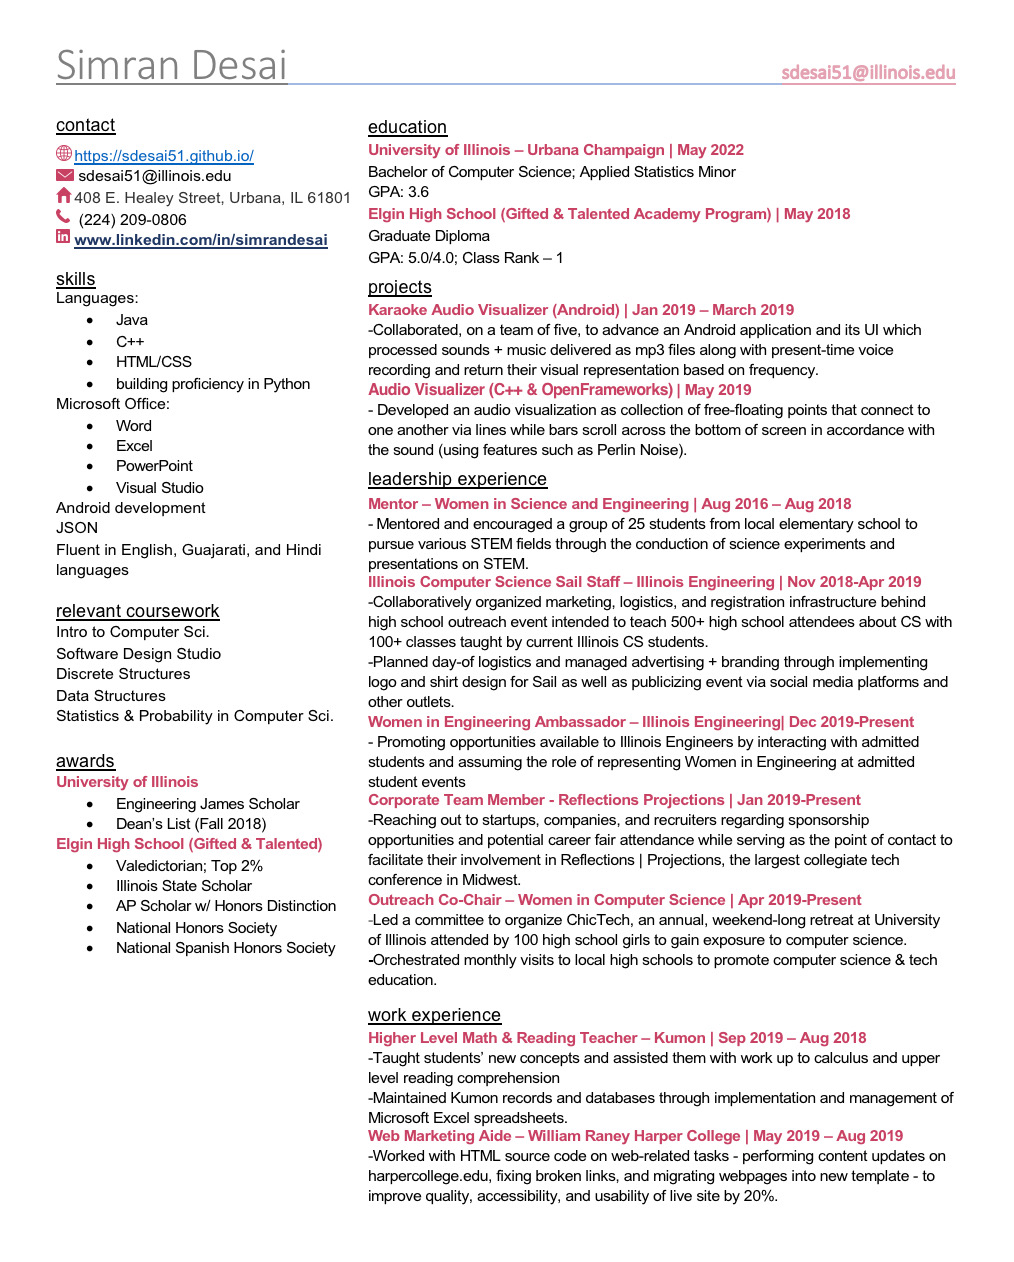 Simran Desai
sdesai51@illinois.edu
contact
https://sdesai51.github.io/
sdesai51@illinois.edu
408 E. Healey Street, Urbana, IL 61801
(224) 209-0806
www.linkedin.com/in/simrandesai
skills
Languages:
• Java
• C++
• HTML/CSS
• building proficiency in Python
Microsoft Office:
• Word
• Excel
• PowerPoint
• Visual Studio
Android development
JSON
Fluent in English, Guajarati, and Hindi
languages
relevant coursework
Intro to Computer Sci.
Software Design Studio
Discrete Structures
Data Structures
Statistics & Probability in Computer Sci.
awards
University of Illinois
• Engineering James Scholar
• Dean’s List (Fall 2018)
Elgin High School (Gifted & Talented)
• Valedictorian; Top 2%
• Illinois State Scholar
• AP Scholar w/ Honors Distinction
• National Honors Society
• National Spanish Honors Society
education
University of Illinois – Urbana Champaign | May 2022
Bachelor of Computer Science; Applied Statistics Minor
GPA: 3.6
Elgin High School (Gifted & Talented Academy Program) | May 2018
Graduate Diploma
GPA: 5.0/4.0; Class Rank – 1
projects
Karaoke Audio Visualizer (Android) | Jan 2019 – March 2019
-Collaborated, on a team of five, to advance an Android application and its UI which
processed sounds + music delivered as mp3 files along with present-time voice
recording and return their visual representation based on frequency.
Audio Visualizer (C++ & OpenFrameworks) | May 2019
- Developed an audio visualization as collection of free-floating points that connect to
one another via lines while bars scroll across the bottom of screen in accordance with
the sound (using features such as Perlin Noise).
leadership experience
Mentor – Women in Science and Engineering | Aug 2016 – Aug 2018
- Mentored and encouraged a group of 25 students from local elementary school to
pursue various STEM fields through the conduction of science experiments and
presentations on STEM.
Illinois Computer Science Sail Staff – Illinois Engineering | Nov 2018-Apr 2019
-Collaboratively organized marketing, logistics, and registration infrastructure behind
high school outreach event intended to teach 500+ high school attendees about CS with
100+ classes taught by current Illinois CS students.
-Planned day-of logistics and managed advertising + branding through implementing
logo and shirt design for Sail as well as publicizing event via social media platforms and
other outlets.
Women in Engineering Ambassador – Illinois Engineering| Dec 2019-Present
- Promoting opportunities available to Illinois Engineers by interacting with admitted
students and assuming the role of representing Women in Engineering at admitted
student events
Corporate Team Member - Reflections Projections | Jan 2019-Present
-Reaching out to startups, companies, and recruiters regarding sponsorship
opportunities and potential career fair attendance while serving as the point of contact to
facilitate their involvement in Reflections | Projections, the largest collegiate tech
conference in Midwest.
Outreach Co-Chair – Women in Computer Science | Apr 2019-Present
-Led a committee to organize ChicTech, an annual, weekend-long retreat at University
of Illinois attended by 100 high school girls to gain exposure to computer science.
-Orchestrated monthly visits to local high schools to promote computer science & tech
education.
work experience
Higher Level Math & Reading Teacher – Kumon | Sep 2019 – Aug 2018
-Taught students’ new concepts and assisted them with work up to calculus and upper
level reading comprehension
-Maintained Kumon records and databases through implementation and management of
Microsoft Excel spreadsheets.
Web Marketing Aide – William Raney Harper College | May 2019 – Aug 2019
-Worked with HTML source code on web-related tasks - performing content updates on
harpercollege.edu, fixing broken links, and migrating webpages into new template - to
improve quality, accessibility, and usability of live site by 20%.